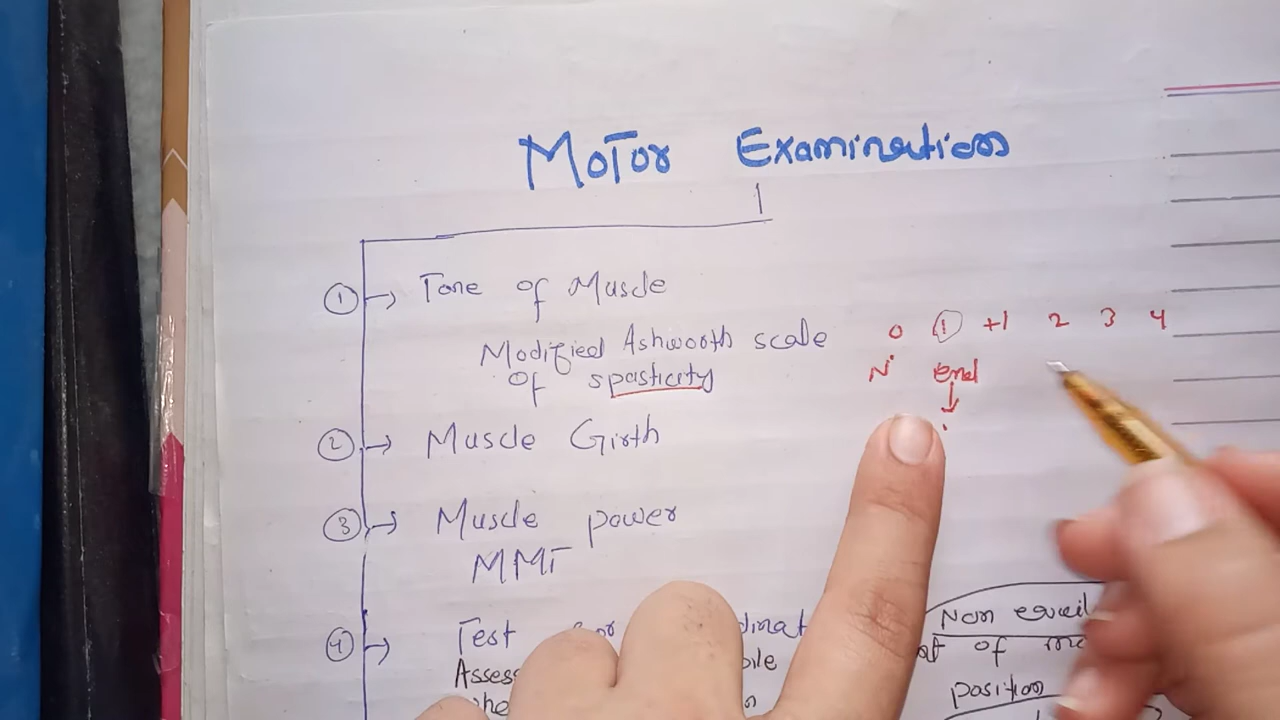 MoTor Examination
① → Tone of Muscle
Modified Ashworth scale
of spasticity
0 ① +1 2 3 4
N end
② → Muscle Girth
③ → Muscle power
MMT
④ → Test
Assess
Non
of
position